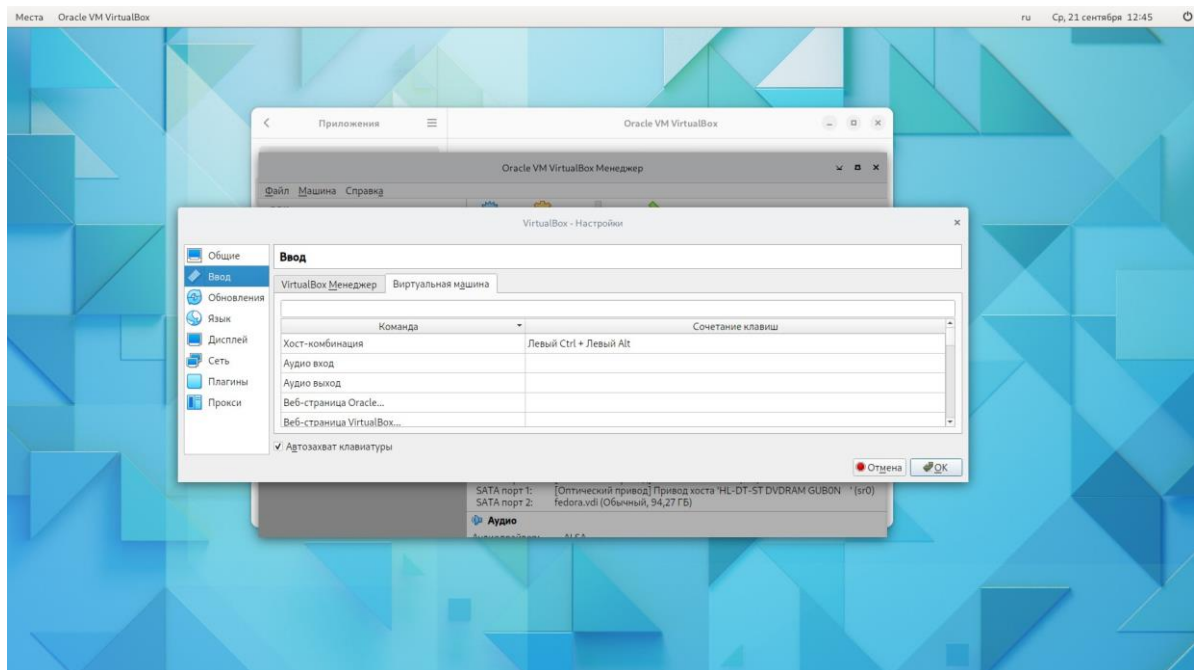 Места Oracle VM VirtualBox ru Ср, 21 сентября 12:45
Приложения Oracle VM VirtualBox
Oracle VM VirtualBox Менеджер
Файл Машина Справка
VirtualBox - Настройки
Общие
Ввод
Обновления
Язык
Дисплей
Сеть
Плагины
Прокси
Ввод
VirtualBox Менеджер Виртуальная машина
Команда Сочетание клавиш
Хост-комбинация Левый Ctrl + Левый Alt
Аудио вход
Аудио выход
Веб-страница Oracle...
Веб-страница VirtualBox...
Автозахват клавиатуры
Отмена OK
SATA порт 1: [Оптический привод] Привод хоста 'HL-DT-ST DVDRAM GUB0N ' (sr0)
SATA порт 2: fedora.vdi (Обычный, 94,27 ГБ)
Аудио